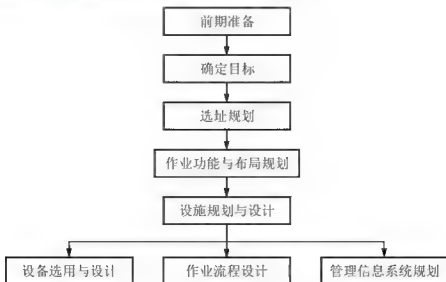 前期准备
确定目标
选址规划
作业功能与布局规划
设施规划与设计
设备选用与设计
作业流程设计
管理信息系统规划